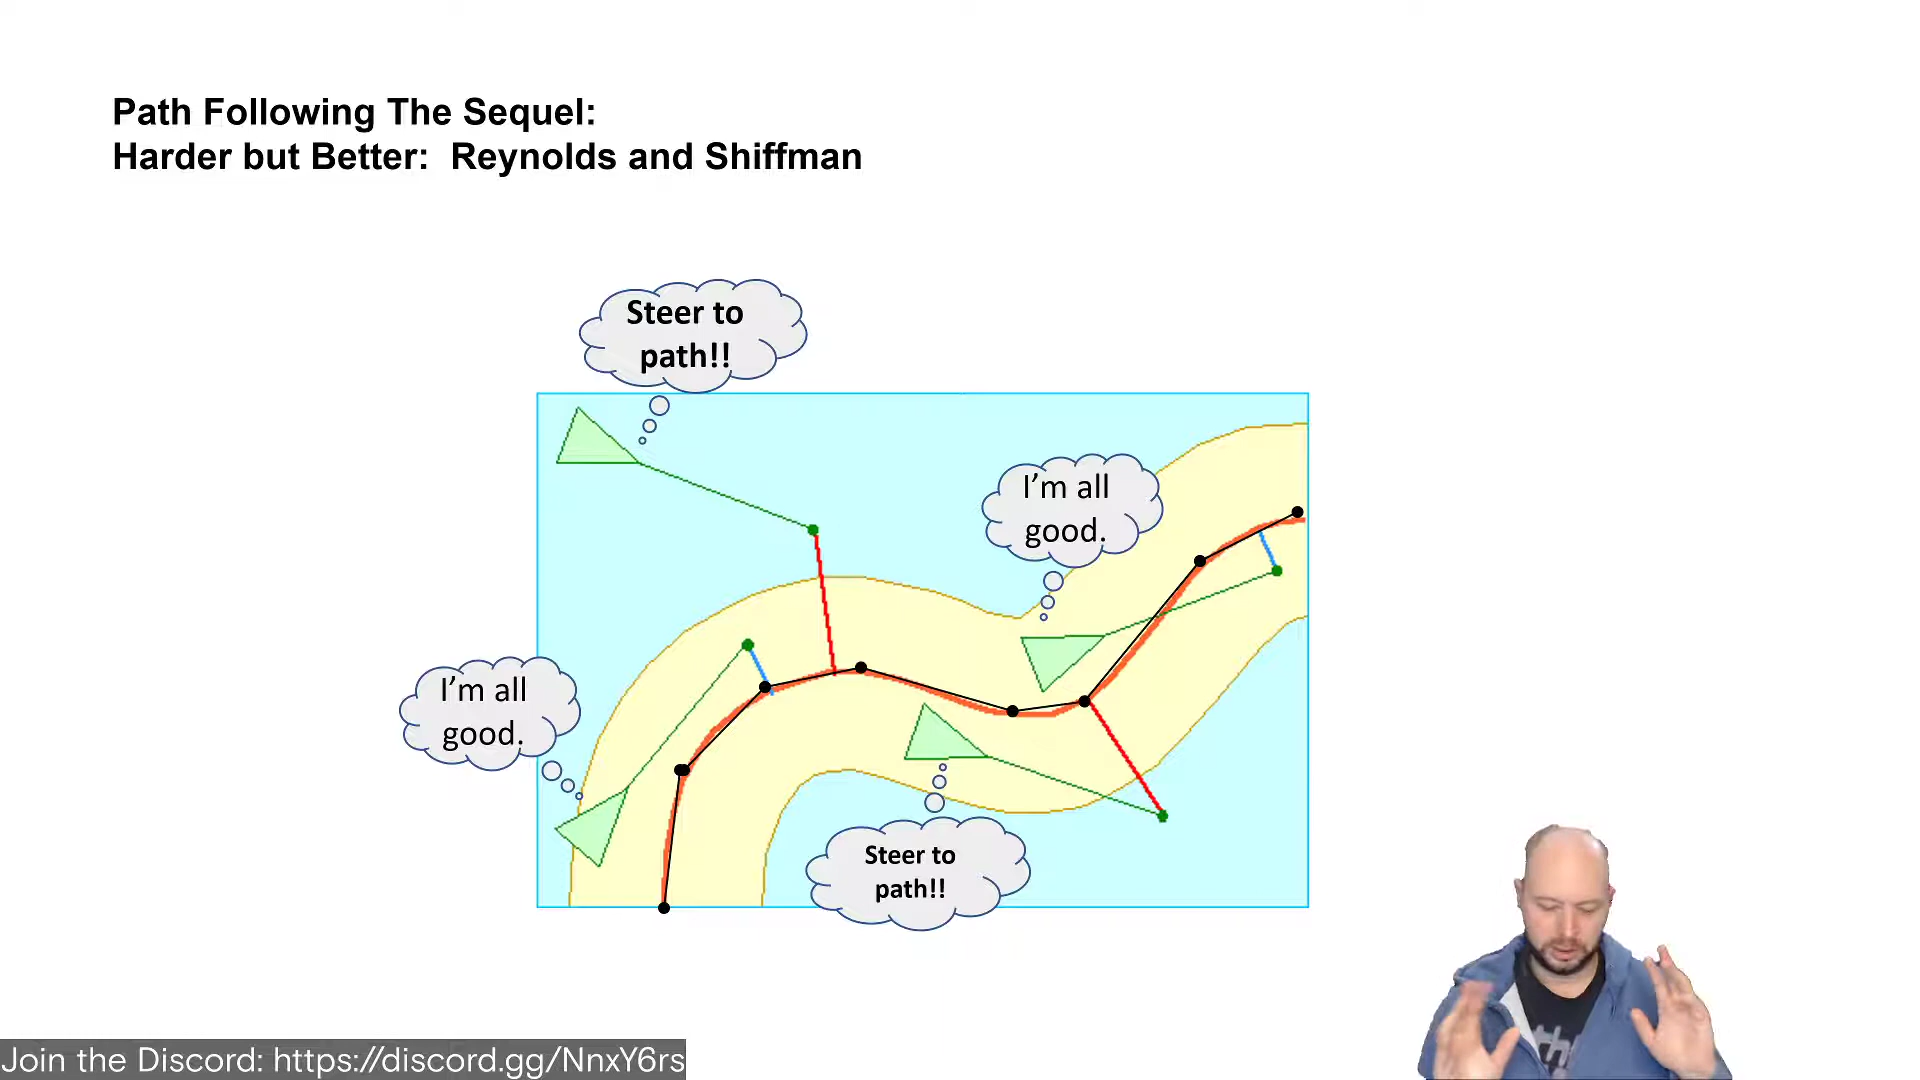 Path Following The Sequel:
Harder but Better:  Reynolds and Shiffman
Steer to
path!!
I'm all
good.
I'm all
good.
Steer to
path!!
Join the Discord: https://discord.gg/NnxY6rs